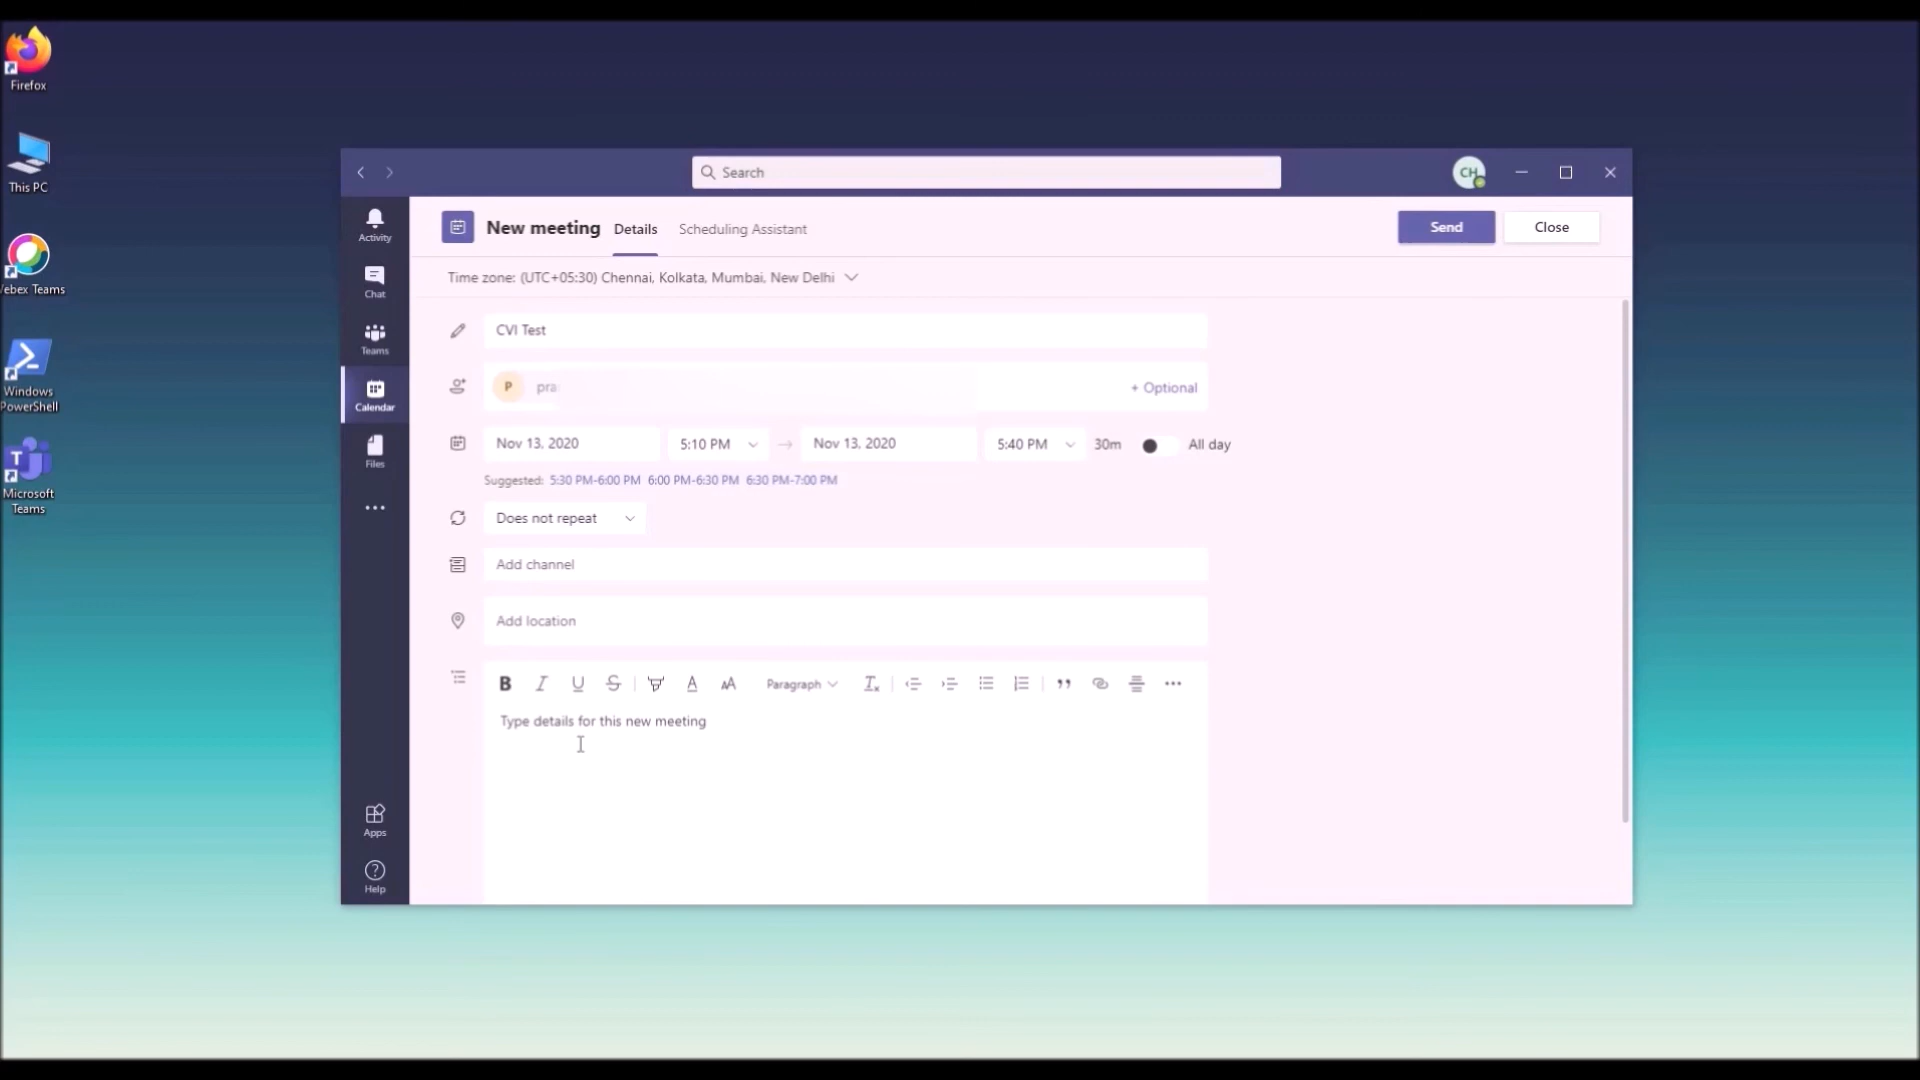 Firefox
This PC
Webex Teams
Windows
PowerShell
Microsoft
Teams
Search
CH
Activity
Chat
Teams
Calendar
Files
Apps
Help
New meeting
Details
Scheduling Assistant
Send
Close
Time zone: (UTC+05:30) Chennai, Kolkata, Mumbai, New Delhi
CVI Test
P pra
+ Optional
Nov 13, 2020 5:10 PM → Nov 13, 2020 5:40 PM 30m All day
Suggested: 5:30 PM-6:00 PM 6:00 PM-6:30 PM 6:30 PM-7:00 PM
Does not repeat
Add channel
Add location
B I U S A AA Paragraph
Type details for this new meeting